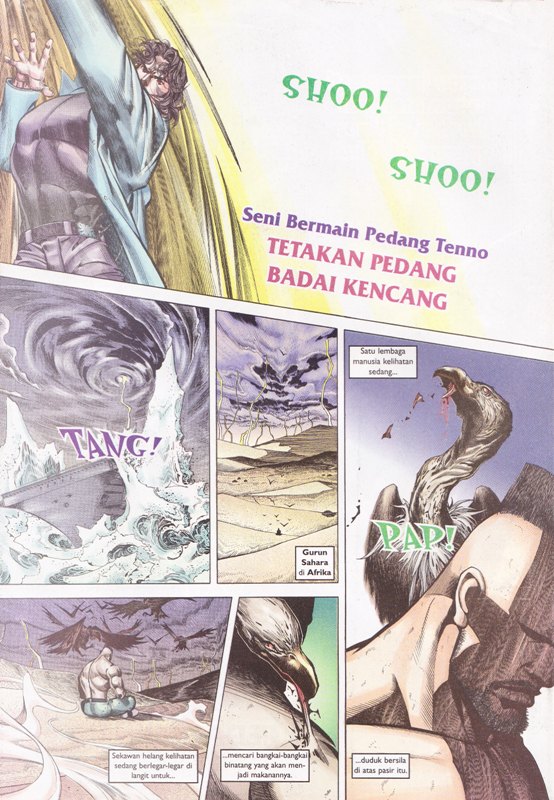 SHOO!
SHOO!
Seni Bermain Pedang Tenno
TETAKAN PEDANG
BADAI KENCANG
TANG!
Gurun
Sahara
di Afrika
Satu lembaga
manusia kelihatan
sedang...
PAP!
Sekawan helang kelihatan
sedang berlegar-legar di
langit untuk...
...mencari bangkai-bangkai
binatang yang akan men-
jadi makanannya.
...duduk bersila
di atas pasir itu.